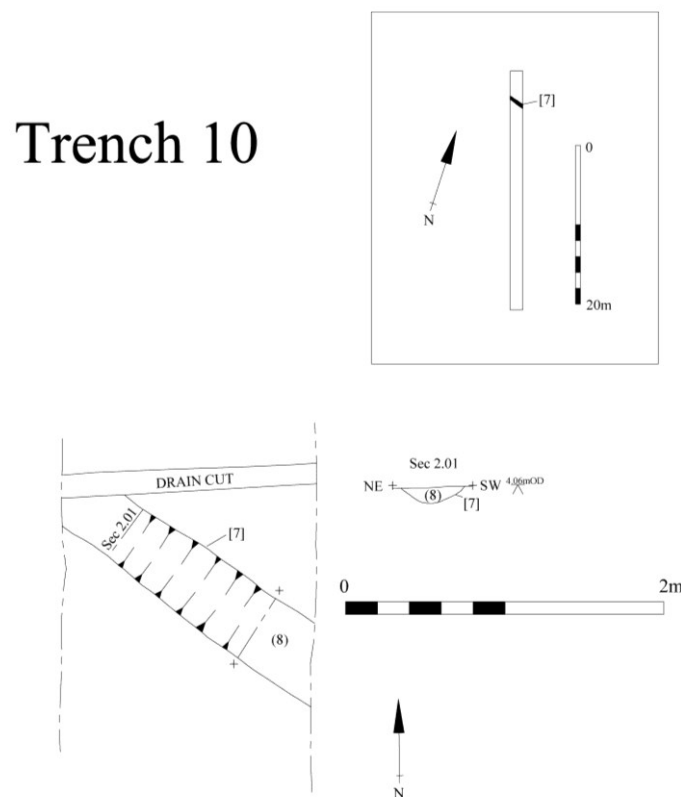 Trench 10
[7]
N
0
20m
DRAIN CUT
Sec 2.01
[7]
(8)
Sec 2.01
NE
SW
4.06mOD
(8)
[7]
0
2m
N